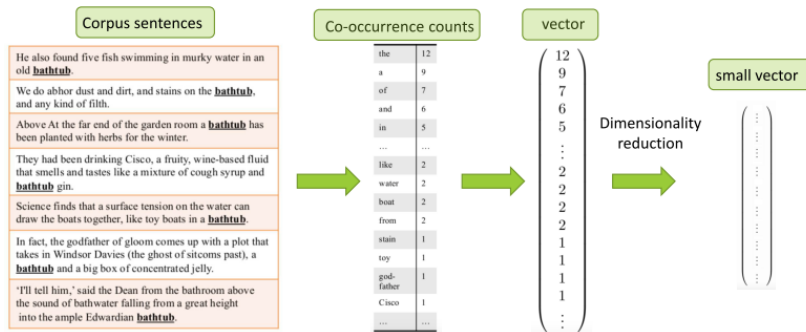 Corpus sentences
He also found five fish swimming in murky water in an
old bathtub.
We do abhor dust and dirt, and stains on the bathtub,
and any kind of filth.
Above At the far end of the garden room a bathtub has
been planted with herbs for the winter.
They had been drinking Cisco, a fruity, wine-based fluid
that smells and tastes like a mixture of cough syrup and
bathtub gin.
Science finds that a surface tension on the water can
draw the boats together, like toy boats in a bathtub.
In fact, the godfather of gloom comes up with a plot that
takes in Windsor Davies (the ghost of sitcoms past), a
bathtub and a big box of concentrated jelly.
‘I'll tell him,’ said the Dean from the bathroom above
the sound of bathwater falling from a great height
into the ample Edwardian bathtub.
Co-occurrence counts
the 12
a 9
of 7
and 6
in 5
... ...
like 2
water 2
boat 2
from 2
stain 1
toy 1
god-
father 1
Cisco 1
... ...
vector
12
9
7
6
5
⋮
2
2
2
2
1
1
1
1
⋮
Dimensionality
reduction
small vector
⋮
⋮
⋮
⋮
⋮
⋮
⋮
⋮